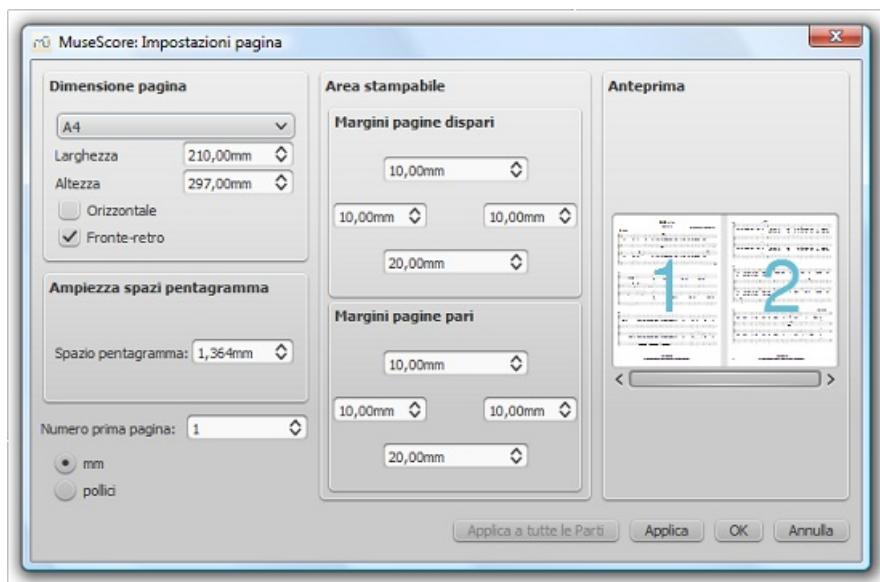 MuseScore: Impostazioni pagina
Dimensione pagina
A4
Larghezza 210,00mm
Altezza 297,00mm
Orizzontale
Fronte-retro
Ampiezza spazi pentagramma
Spazio pentagramma: 1,364mm
Numero prima pagina: 1
mm
pollici
Area stampabile
Margini pagine dispari
10,00mm
10,00mm 10,00mm
20,00mm
Margini pagine pari
10,00mm
10,00mm 10,00mm
20,00mm
Anteprima
1 2
Applica a tutte le Parti Applica OK Annulla